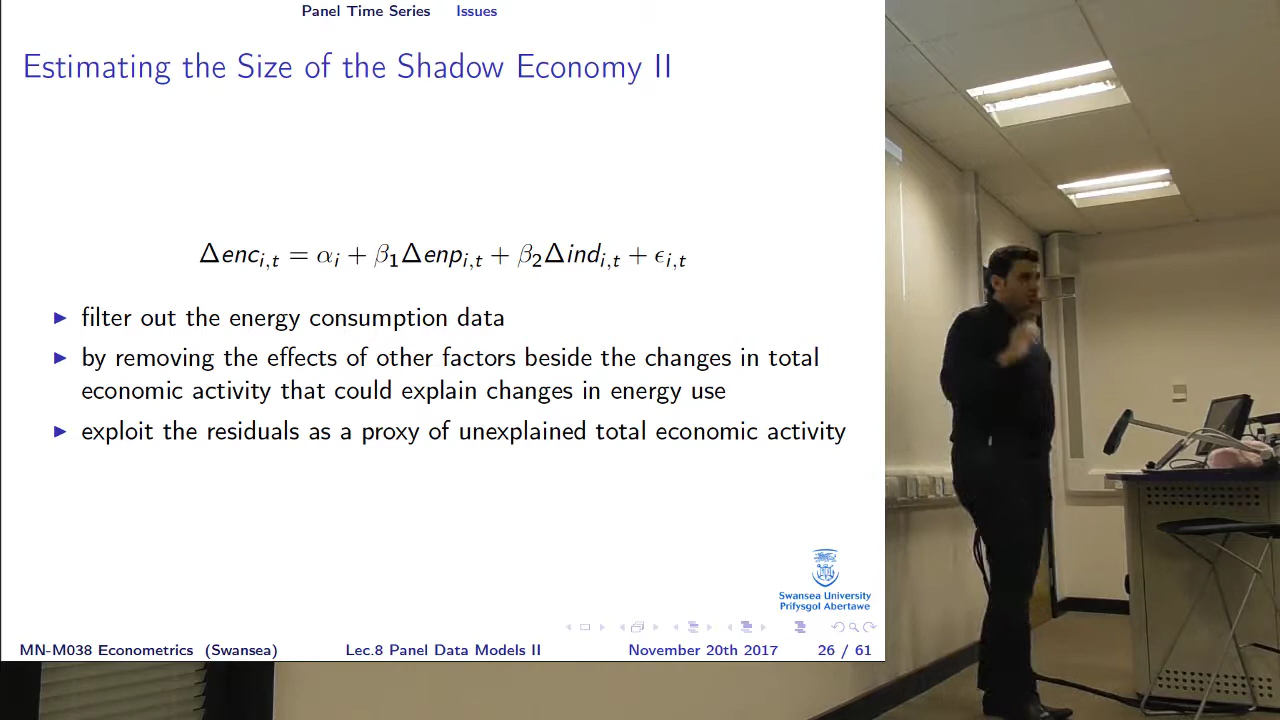 Panel Time Series Issues
Estimating the Size of the Shadow Economy II
Δenc_{i,t} = α_i + β_1Δenp_{i,t} + β_2Δind_{i,t} + ϵ_{i,t}
▶ filter out the energy consumption data
▶ by removing the effects of other factors beside the changes in total
economic activity that could explain changes in energy use
▶ exploit the residuals as a proxy of unexplained total economic activity
Swansea University
Prifysgol Abertawe
MN-M038 Econometrics (Swansea) Lec.8 Panel Data Models II November 20th 2017 26 / 61